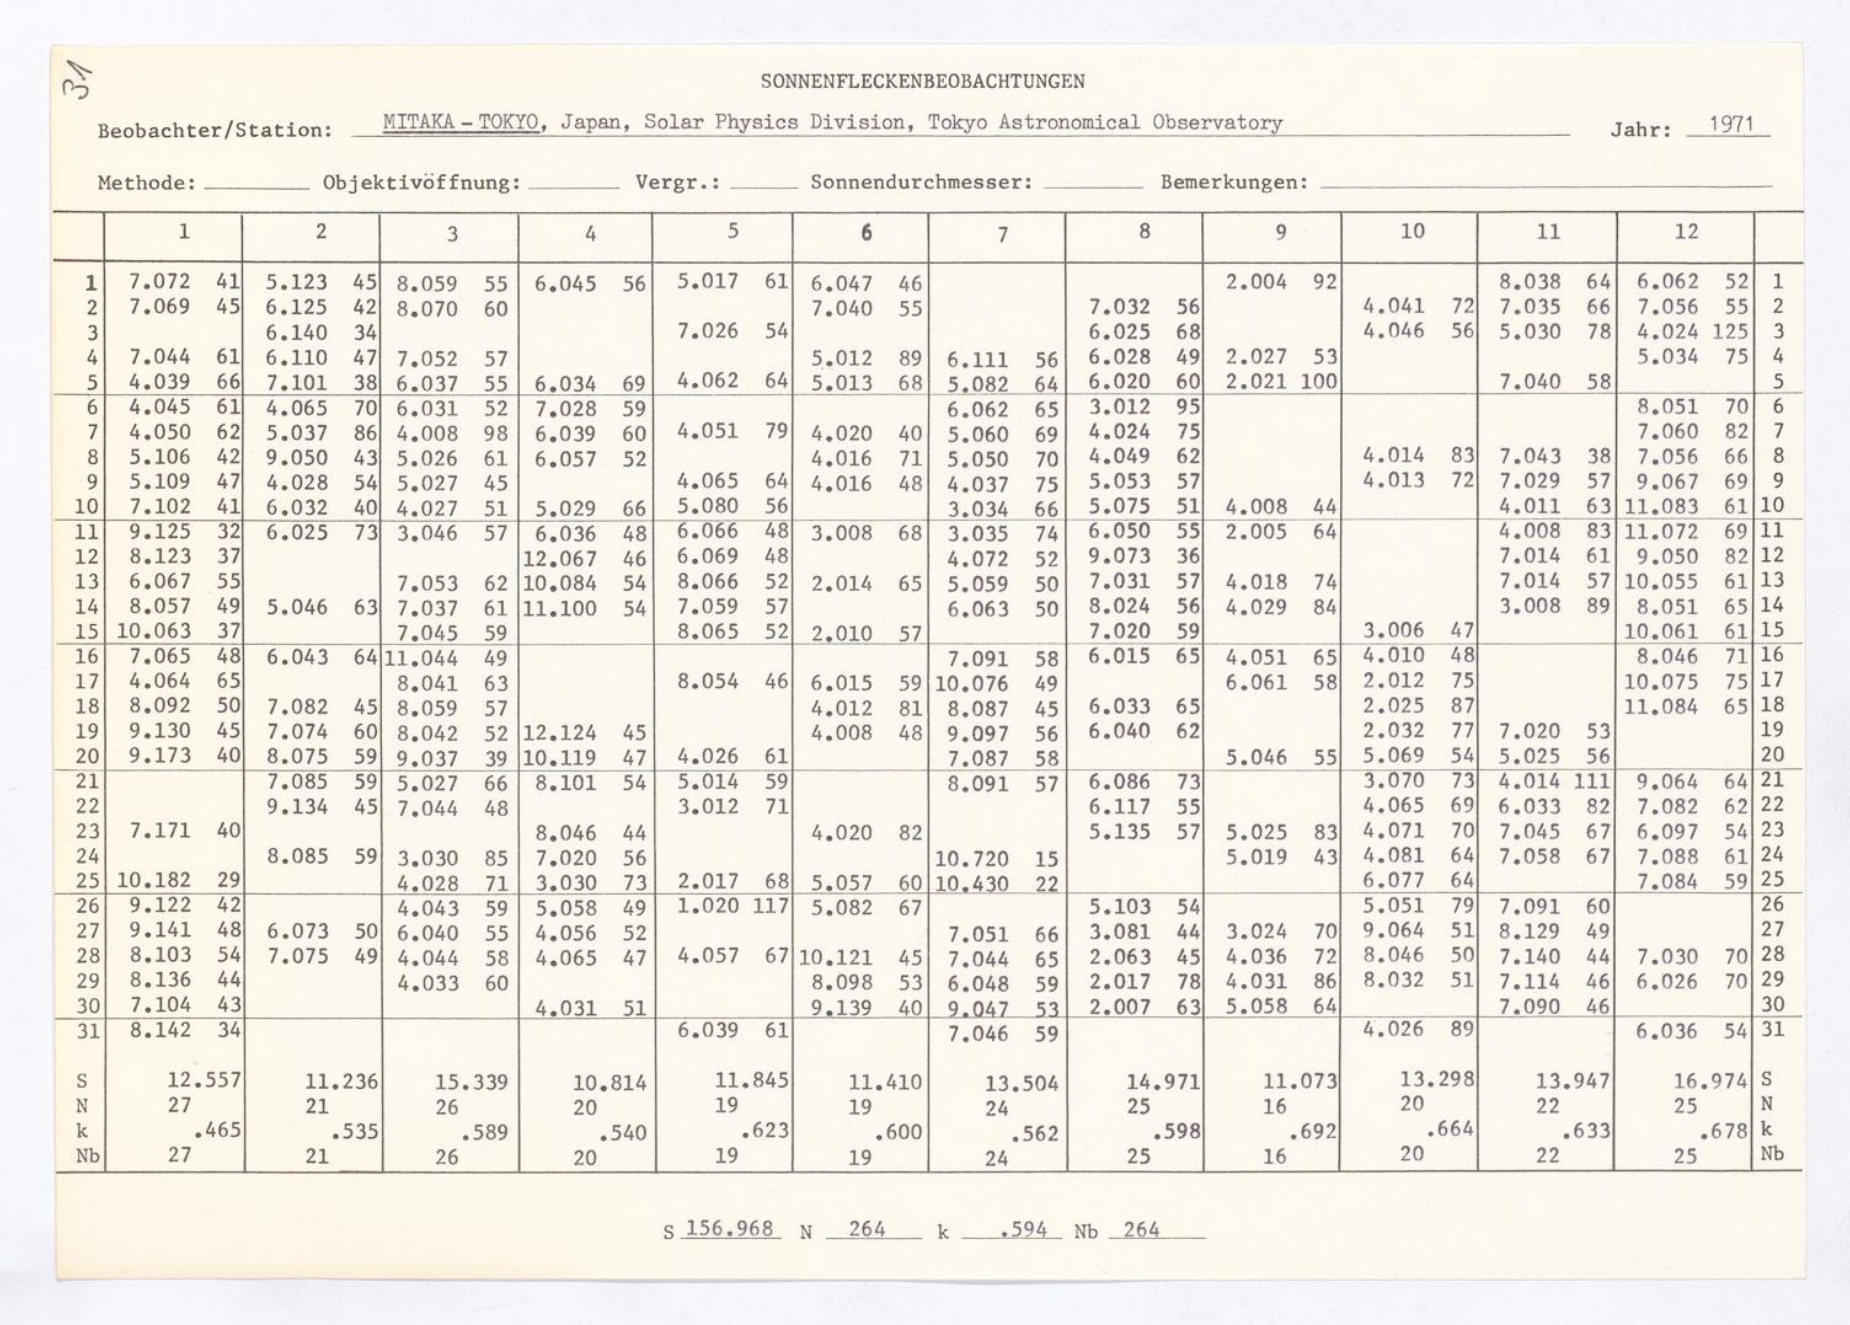 31
SONNENFLECKENBEOBACHTUNGEN
Beobachter/Station: MITAKA – TOKYO, Japan, Solar Physics Division, Tokyo Astronomical Observatory Jahr: 1971
Methode: Objektivöffnung: Vergr.: Sonnendurchmesser: Bemerkungen:
1 2 3 4 5 6 7 8 9 10 11 12
1 7.072 41 5.123 45 8.059 55 6.045 56 5.017 61 6.047 46 2.004 92 8.038 64 6.062 52 1
2 7.069 45 6.125 42 8.070 60 7.040 55 7.032 56 4.041 72 7.035 66 7.056 55 2
3 6.140 34 7.026 54 6.025 68 4.046 56 5.030 78 4.024 125 3
4 7.044 61 6.110 47 7.052 57 5.012 89 6.111 56 6.028 49 2.027 53 5.034 75 4
5 4.039 66 7.101 38 6.037 55 6.034 69 4.062 64 5.013 68 5.082 64 6.020 60 2.021 100 7.040 58 5
6 4.045 61 4.065 70 6.031 52 7.028 59 6.062 65 3.012 95 8.051 70 6
7 4.050 62 5.037 86 4.008 98 6.039 60 4.051 79 4.020 40 5.060 69 4.024 75 7.060 82 7
8 5.106 42 9.050 43 5.026 61 6.057 52 4.016 71 5.050 70 4.049 62 4.014 83 7.043 38 7.056 66 8
9 5.109 47 4.028 54 5.027 45 4.065 64 4.016 48 4.037 75 5.053 57 4.013 72 7.029 57 9.067 69 9
10 7.102 41 6.032 40 4.027 51 5.029 66 5.080 56 3.034 66 5.075 51 4.008 44 4.011 63 11.083 61 10
11 9.125 32 6.025 73 3.046 57 6.036 48 6.066 48 3.008 68 3.035 74 6.050 55 2.005 64 4.008 83 11.072 69 11
12 8.123 37 12.067 46 6.069 48 4.072 52 9.073 36 7.014 61 9.050 82 12
13 6.067 55 7.053 62 10.084 54 8.066 52 2.014 65 5.059 50 7.031 57 4.018 74 7.014 57 10.055 61 13
14 8.057 49 5.046 63 7.037 61 11.100 54 7.059 57 6.063 50 8.024 56 4.029 84 3.008 89 8.051 65 14
15 10.063 37 7.045 59 8.065 52 2.010 57 7.020 59 3.006 47 10.061 61 15
16 7.065 48 6.043 64 11.044 49 7.091 58 6.015 65 4.051 65 4.010 48 8.046 71 16
17 4.064 65 8.041 63 8.054 46 6.015 59 10.076 49 6.061 58 2.012 75 10.075 75 17
18 8.092 50 7.082 45 8.059 57 4.012 81 8.087 45 6.033 65 2.025 87 11.084 65 18
19 9.130 45 7.074 60 8.042 52 12.124 45 4.008 48 9.097 56 6.040 62 2.032 77 7.020 53 19
20 9.173 40 8.075 59 9.037 39 10.119 47 4.026 61 7.087 58 5.046 55 5.069 54 5.025 56 20
21 7.085 59 5.027 66 8.101 54 5.014 59 8.091 57 6.086 73 3.070 73 4.014 111 9.064 64 21
22 9.134 45 7.044 48 3.012 71 6.117 55 4.065 69 6.033 82 7.082 62 22
23 7.171 40 8.046 44 4.020 82 5.135 57 5.025 83 4.071 70 7.045 67 6.097 54 23
24 8.085 59 3.030 85 7.020 56 10.720 15 5.019 43 4.081 64 7.058 67 7.088 61 24
25 10.182 29 4.028 71 3.030 73 2.017 68 5.057 60 10.430 22 6.077 64 7.084 59 25
26 9.122 42 4.043 59 5.058 49 1.020 117 5.082 67 5.103 54 5.051 79 7.091 60 26
27 9.141 48 6.073 50 6.040 55 4.056 52 7.051 66 3.081 44 3.024 70 9.064 51 8.129 49 27
28 8.103 54 7.075 49 4.044 58 4.065 47 4.057 67 10.121 45 7.044 65 2.063 45 4.036 72 8.046 50 7.140 44 7.030 70 28
29 8.136 44 4.033 60 8.098 53 6.048 59 2.017 78 4.031 86 8.032 51 7.114 46 6.026 70 29
30 7.104 43 4.031 51 9.139 40 9.047 53 2.007 63 5.058 64 7.090 46 30
31 8.142 34 6.039 61 7.046 59 4.026 89 6.036 54 31
S 12.557 11.236 15.339 10.814 11.845 11.410 13.504 14.971 11.073 13.298 13.947 16.974 S
N 27 21 26 20 19 19 24 25 16 20 22 25 N
k .465 .535 .589 .540 .623 .600 .562 .598 .692 .664 .633 .678 k
Nb 27 21 26 20 19 19 24 25 16 20 22 25 Nb
S 156.968 N 264 k .594 Nb 264